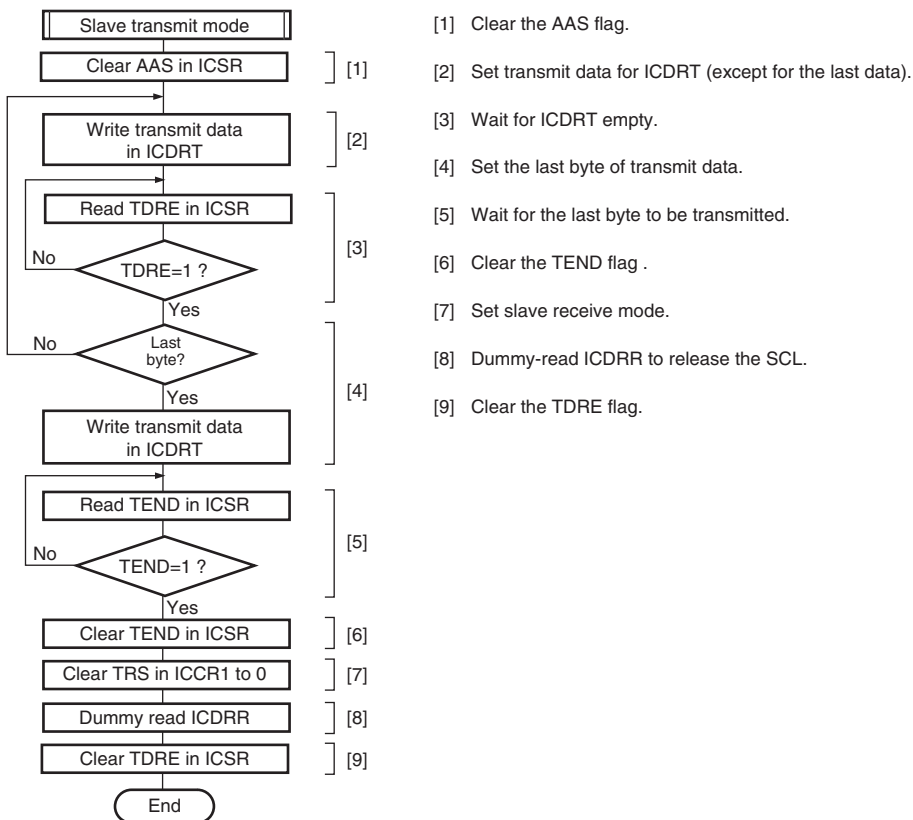 Slave transmit mode
Clear AAS in ICSR
[1]
Write transmit data
in ICDRT
[2]
Read TDRE in ICSR
No
TDRE=1 ?
[3]
Yes
No
Last
byte?
Yes
[4]
Write transmit data
in ICDRT
Read TEND in ICSR
No
TEND=1 ?
[5]
Yes
Clear TEND in ICSR
[6]
Clear TRS in ICCR1 to 0
[7]
Dummy read ICDRR
[8]
Clear TDRE in ICSR
[9]
End
[1] Clear the AAS flag.
[2] Set transmit data for ICDRT (except for the last data).
[3] Wait for ICDRT empty.
[4] Set the last byte of transmit data.
[5] Wait for the last byte to be transmitted.
[6] Clear the TEND flag .
[7] Set slave receive mode.
[8] Dummy-read ICDRR to release the SCL.
[9] Clear the TDRE flag.